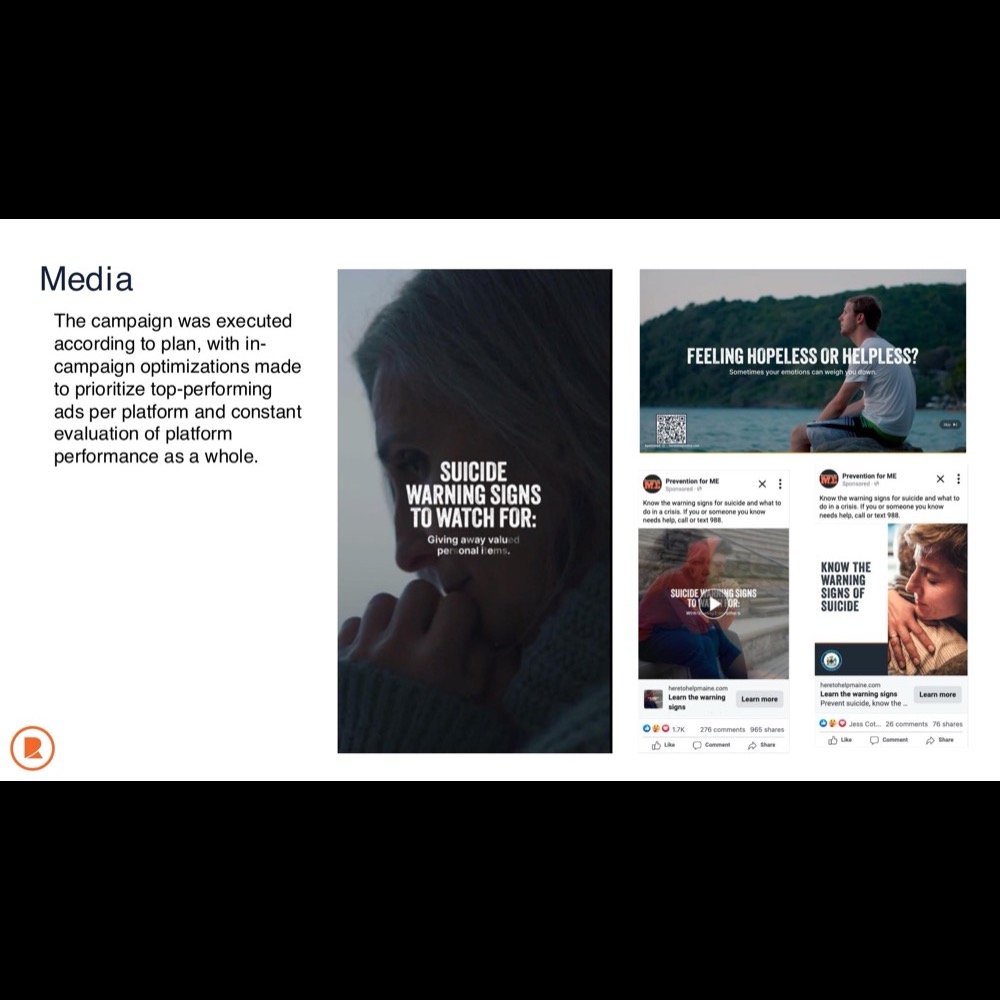 Media
The campaign was executed
according to plan, with in-
campaign optimizations made
to prioritize top-performing
ads per platform and constant
evaluation of platform
performance as a whole.
SUICIDE
WARNING SIGNS
TO WATCH FOR:
Giving away valued
personal items.
FEELING HOPELESS OR HELPLESS?
Sometimes your emotions can weigh you down.
Prevention for ME
Sponsored
Know the warning signs for suicide and what to
do in a crisis. If you or someone you know
needs help, call or text 988.
SUICIDE WARNING SIGNS
TO WATCH FOR:
heretohelpmaine.com
Learn the warning
signs
Learn more
1.7K 276 comments 965 shares
Like Comment Share
Prevention for ME
Sponsored
Know the warning signs for suicide and what to
do in a crisis. If you or someone you know
needs help, call or text 988.
KNOW THE
WARNING
SIGNS OF
SUICIDE
heretohelpmaine.com
Learn the warning signs
Prevent suicide, know the ...
Learn more
Jess Cot... 26 comments 76 shares
Like Comment Share